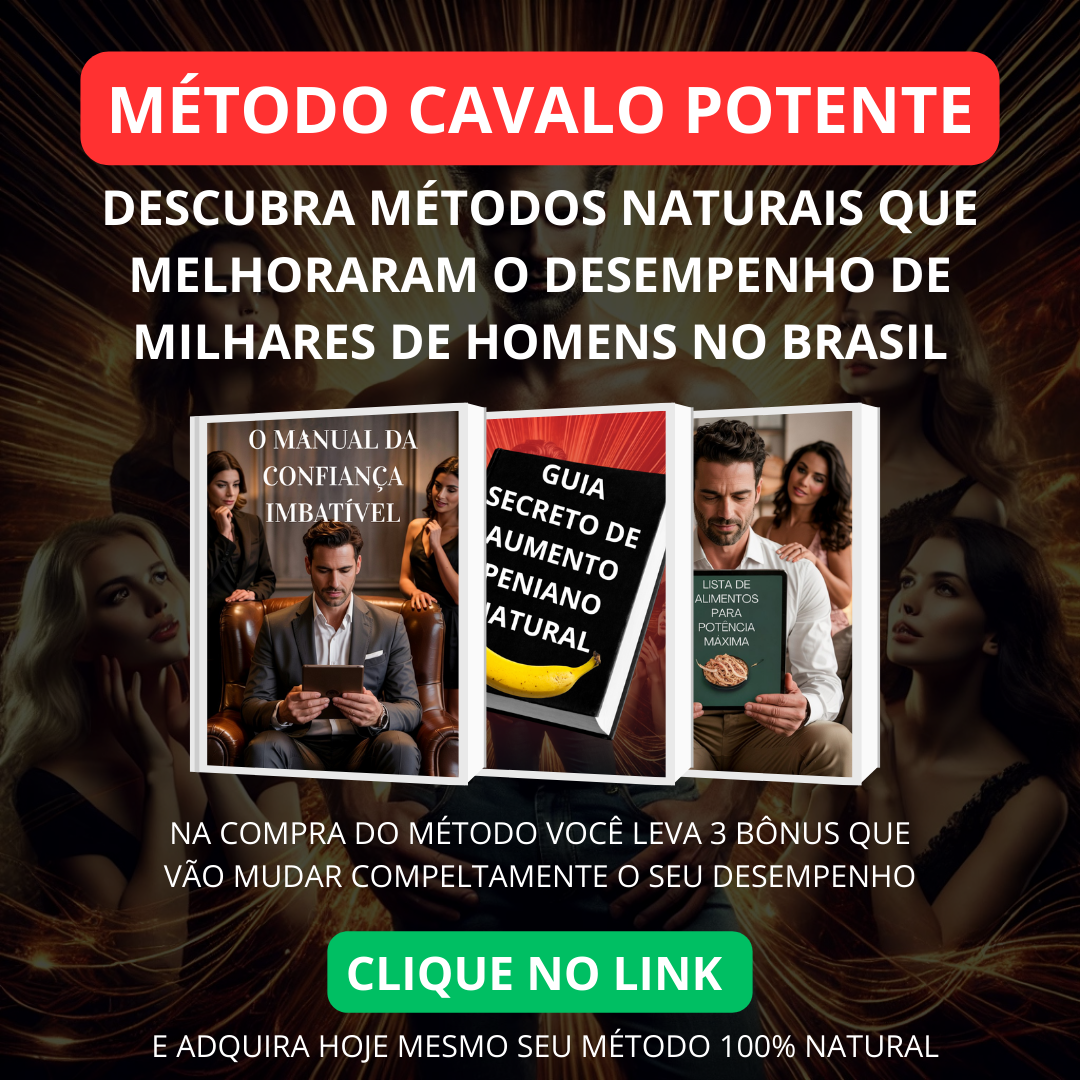 MÉTODO CAVALO POTENTE
DESCUBRA MÉTODOS NATURAIS QUE
MELHORARAM O DESEMPENHO DE
MILHARES DE HOMENS NO BRASIL
O MANUAL DA
CONFIANÇA
IMBATÍVEL
GUIA
SECRETO DE
AUMENTO
PENIANO
NATURAL
LISTA DE
ALIMENTOS
PARA
POTÊNCIA
MÁXIMA
NA COMPRA DO MÉTODO VOCÊ LEVA 3 BÔNUS QUE
VÃO MUDAR COMPELTAMENTE O SEU DESEMPENHO
CLIQUE NO LINK
E ADQUIRA HOJE MESMO SEU MÉTODO 100% NATURAL